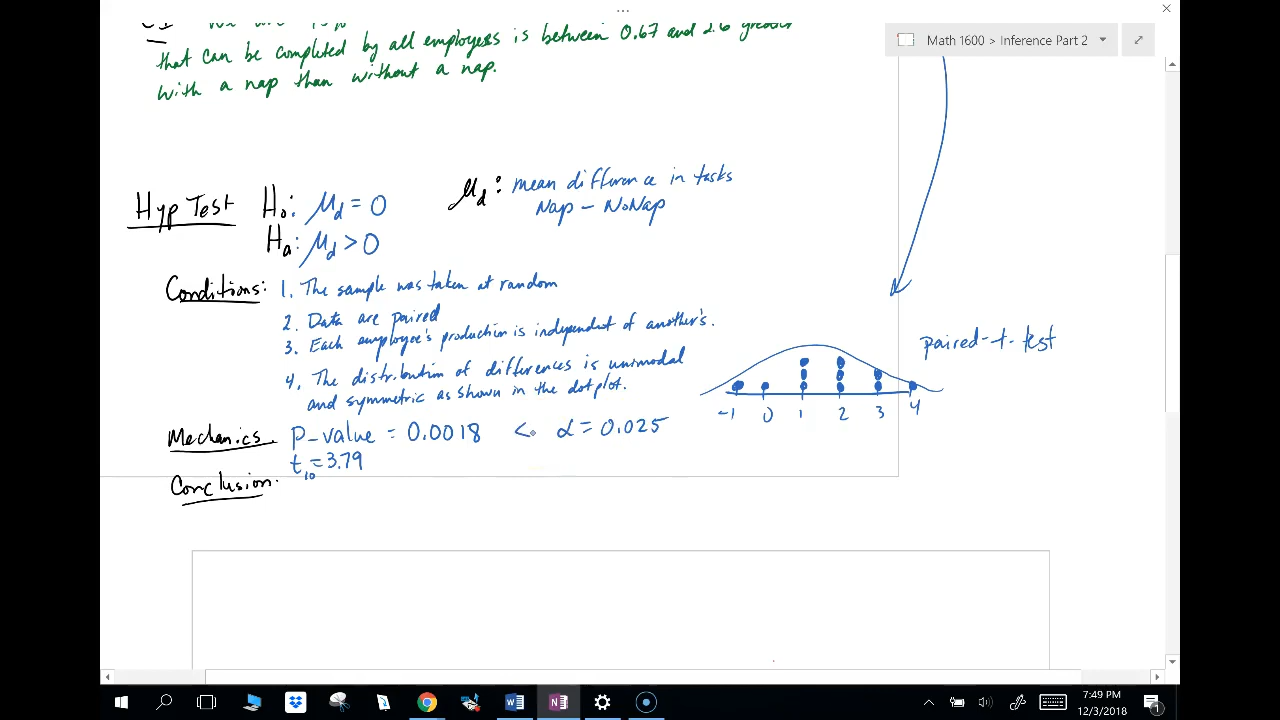 that can be completed by all employees is between 0.67 and 2.6 greater
with a nap than without a nap.
Math 1600 > Inference Part 2
Hyp Test H₀: μd = 0
Ha: μd > 0
μd: mean difference in tasks
Nap - NoNap
Conditions: 1. The sample was taken at random
2. Data are paired
3. Each employee's production is independent of another's.
4. The distribution of differences is unimodal
and symmetric as shown in the dotplot.
paired-t-test
-1 0 1 2 3 4
Mechanics P-value = 0.0018 < α = 0.025
t₁₀ = 3.79
Conclusion.
7:49 PM
12/3/2018